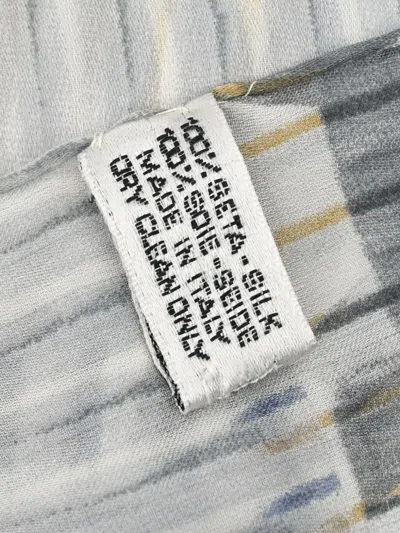 100% SETA - SILK
100% SOIE - SEIDE
MADE IN ITALY
DRY CLEAN ONLY